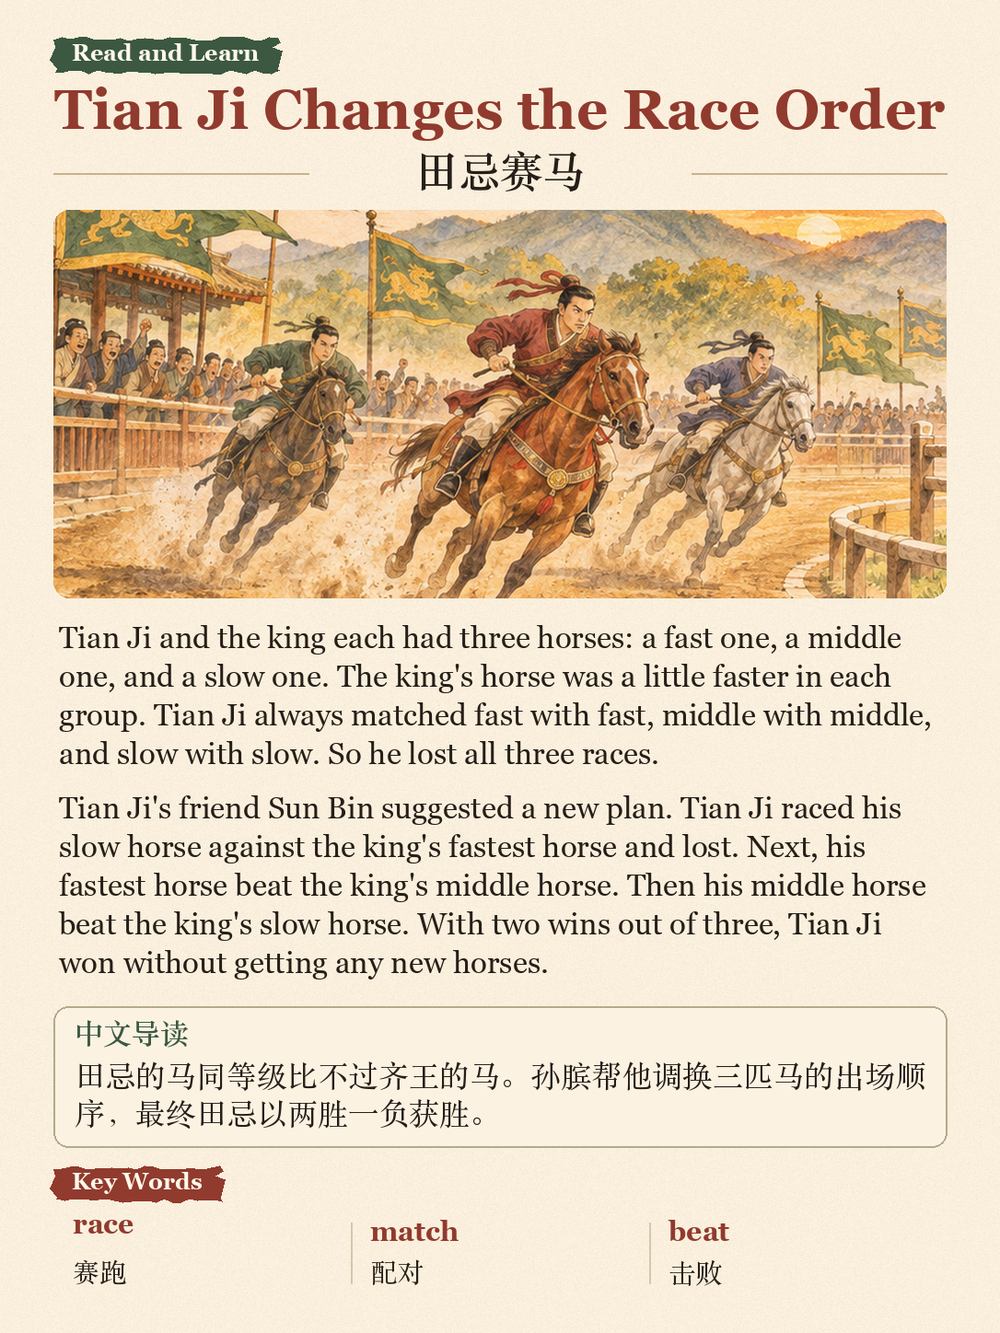 Read and Learn
Tian Ji Changes the Race Order
田忌赛马
Tian Ji and the king each had three horses: a fast one, a middle
one, and a slow one. The king's horse was a little faster in each
group. Tian Ji always matched fast with fast, middle with middle,
and slow with slow. So he lost all three races.
Tian Ji's friend Sun Bin suggested a new plan. Tian Ji raced his
slow horse against the king's fastest horse and lost. Next, his
fastest horse beat the king's middle horse. Then his middle horse
beat the king's slow horse. With two wins out of three, Tian Ji
won without getting any new horses.
中文导读
田忌的马同等级比不过齐王的马。孙膑帮他调换三匹马的出场顺
序，最终田忌以两胜一负获胜。
Key Words
race
赛跑
match
配对
beat
击败